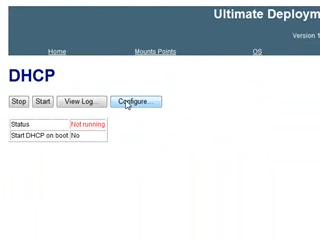 Ultimate Deploym
Version 1
Home Mounts Points OS
DHCP
Stop Start View Log... Configure...
Status Not running
Start DHCP on boot No